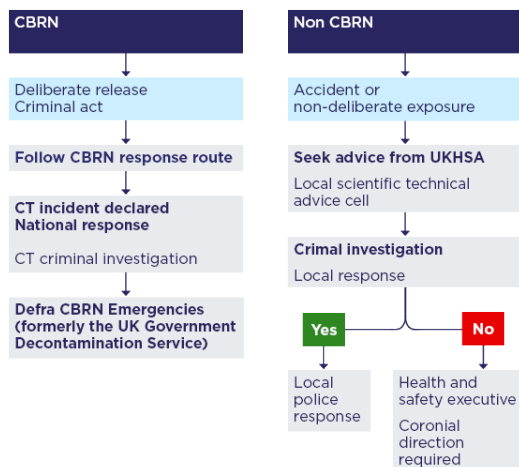 CBRN
Deliberate release
Criminal act
Follow CBRN response route
CT incident declared
National response
CT criminal investigation
Defra CBRN Emergencies
(formerly the UK Government
Decontamination Service)
Non CBRN
Accident or
non-deliberate exposure
Seek advice from UKHSA
Local scientific technical
advice cell
Crimal investigation
Local response
Yes
No
Local
police
response
Health and
safety executive
Coronial
direction
required